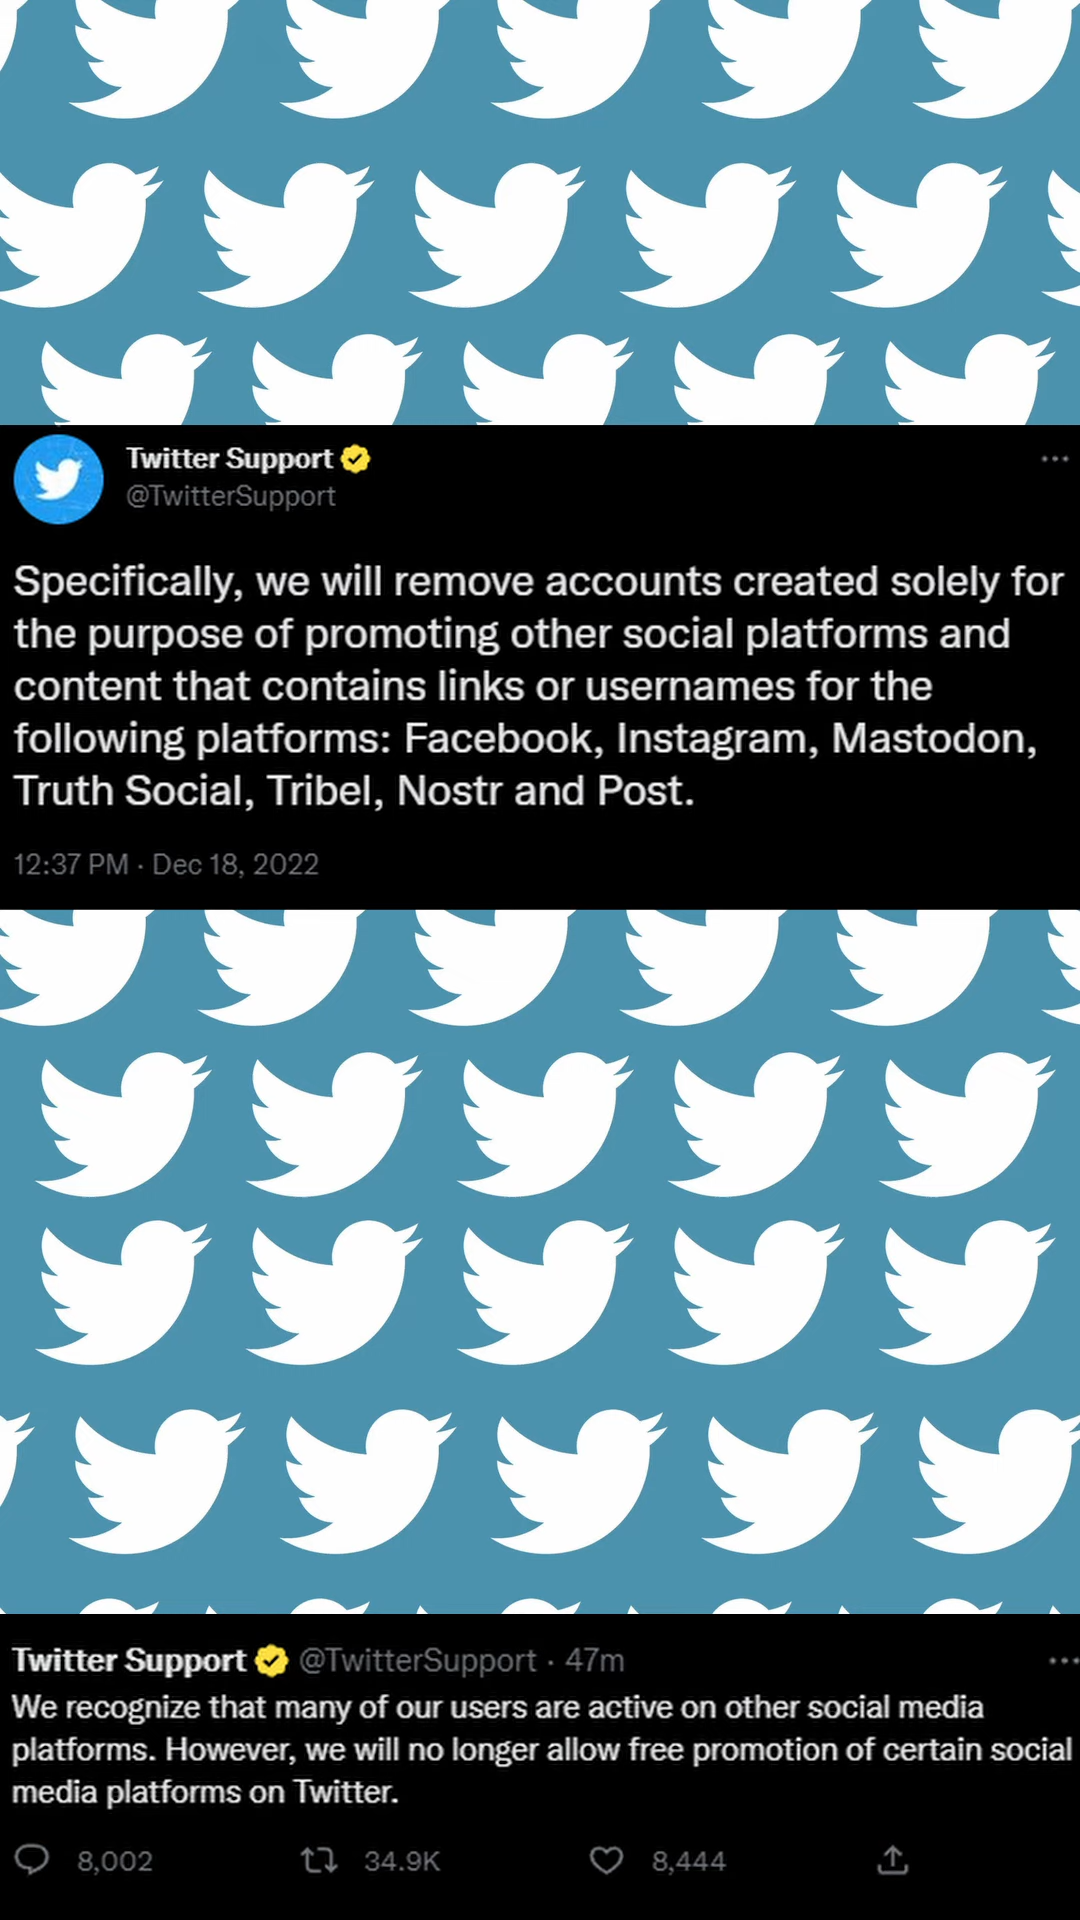 Twitter Support
@TwitterSupport
Specifically, we will remove accounts created solely for
the purpose of promoting other social platforms and
content that contains links or usernames for the
following platforms: Facebook, Instagram, Mastodon,
Truth Social, Tribel, Nostr and Post.
12:37 PM · Dec 18, 2022
Twitter Support @TwitterSupport · 47m
We recognize that many of our users are active on other social media
platforms. However, we will no longer allow free promotion of certain social
media platforms on Twitter.
8,002 34.9K 8,444